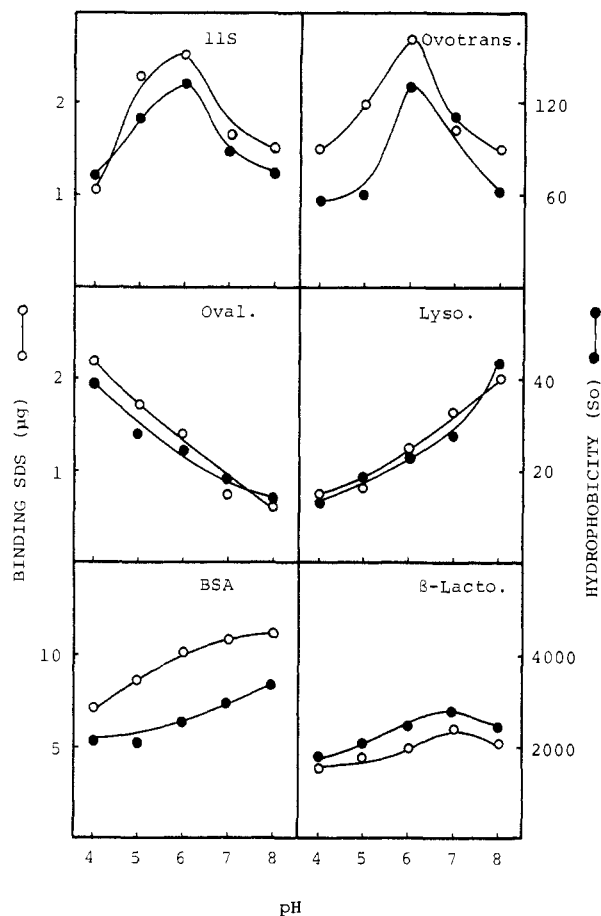 11S
Ovotrans.
2
1
120
60
Oval.
Lyso.
2
1
40
20
BSA
ß-Lacto.
10
5
4000
2000
4 5 6 7 8
4 5 6 7 8
pH
BINDING SDS (µg)
HYDROPHOBICITY (So)